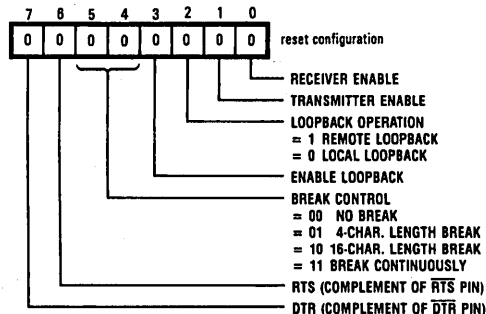 7 6 5 4 3 2 1 0
0 0 0 0 0 0 0 0 reset configuration
RECEIVER ENABLE
TRANSMITTER ENABLE
LOOPBACK OPERATION
= 1 REMOTE LOOPBACK
= 0 LOCAL LOOPBACK
ENABLE LOOPBACK
BREAK CONTROL
= 00 NO BREAK
= 01 4-CHAR. LENGTH BREAK
= 10 16-CHAR. LENGTH BREAK
= 11 BREAK CONTINUOUSLY
RTS (COMPLEMENT OF R̅T̅S̅ PIN)
DTR (COMPLEMENT OF D̅T̅R̅ PIN)